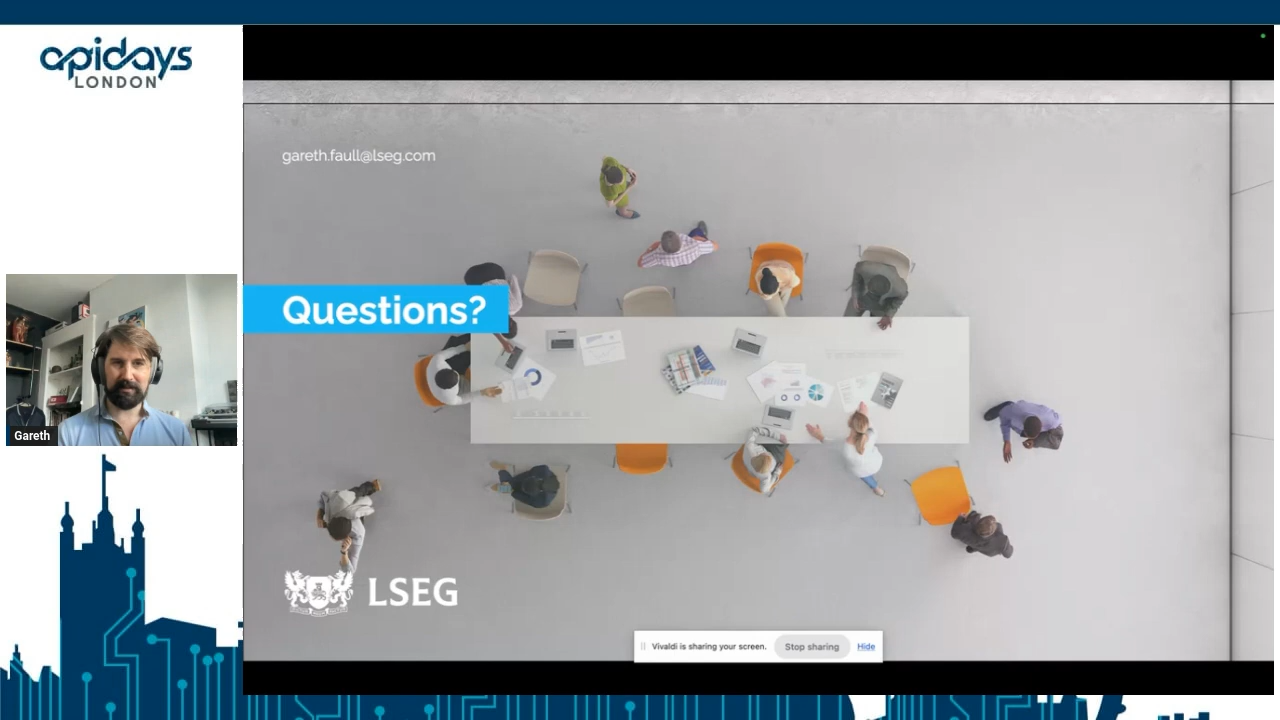 apidays
LONDON
gareth.faull@lseg.com
Questions?
Gareth
LSEG
Vivaldi is sharing your screen.
Stop sharing
Hide